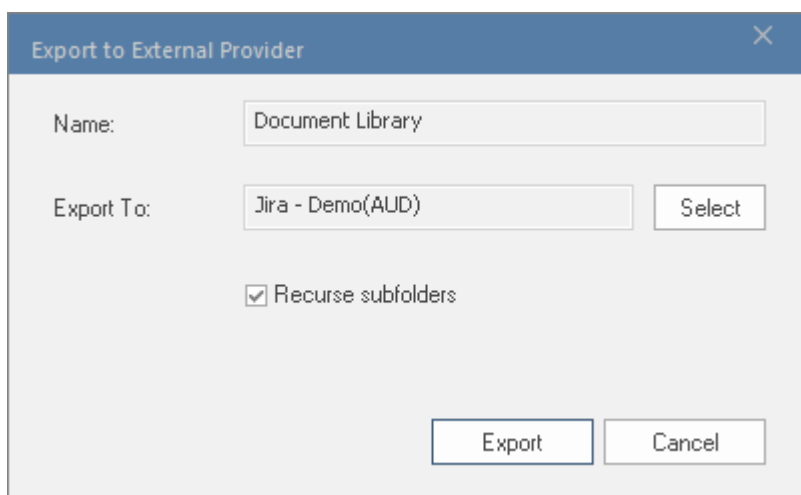 Export to External Provider
Name:
Document Library
Export To:
Jira - Demo(AUD)
Select
Recurse subfolders
Export
Cancel